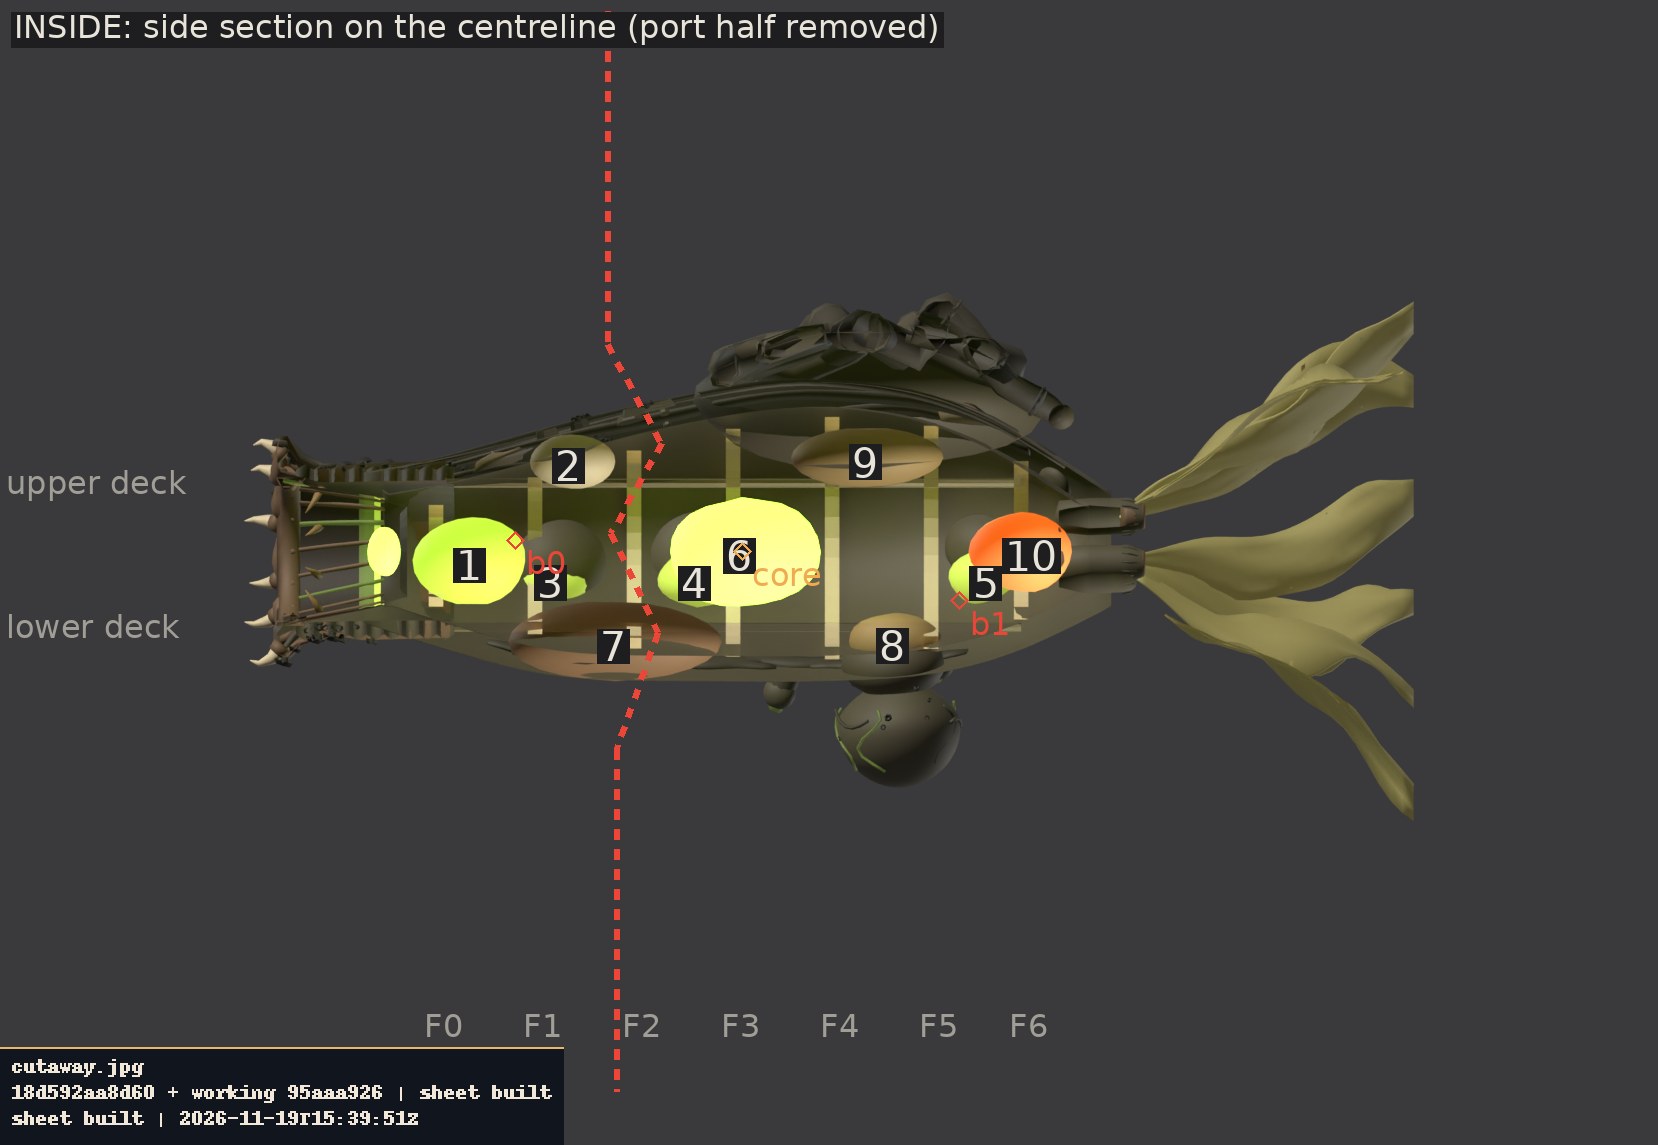 INSIDE: side section on the centreline (port half removed)
2
9
upper deck
1
b0
3
4
6
core
5
10
b1
lower deck
7
8
F0 F1 F2 F3 F4 F5 F6
cutaway.jpg
18d592aa8d60 + working 95aaa926 | sheet built
sheet built | 2026-11-19T15:39:51Z